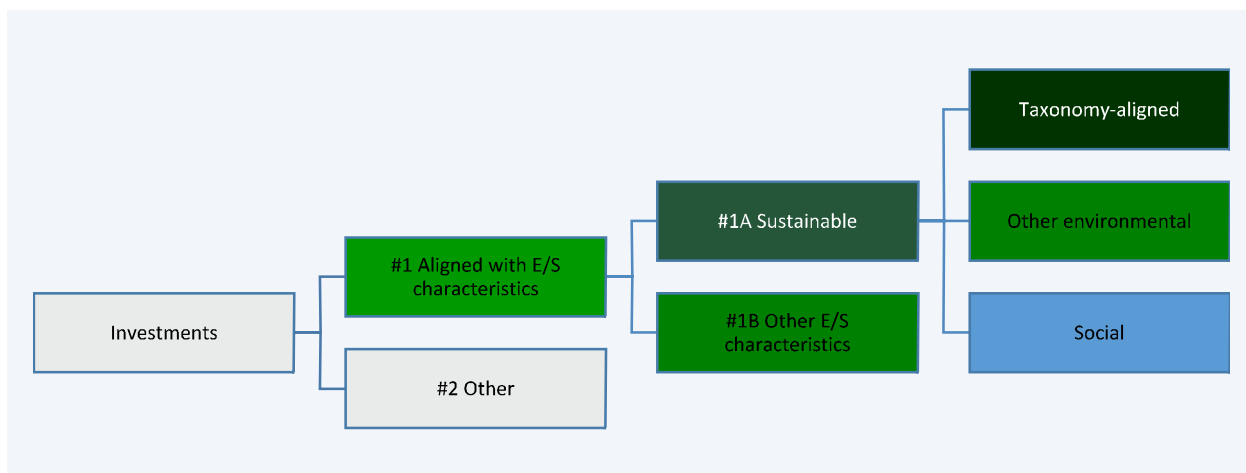 Investments
#1 Aligned with E/S
characteristics
#2 Other
#1A Sustainable
#1B Other E/S
characteristics
Taxonomy-aligned
Other environmental
Social